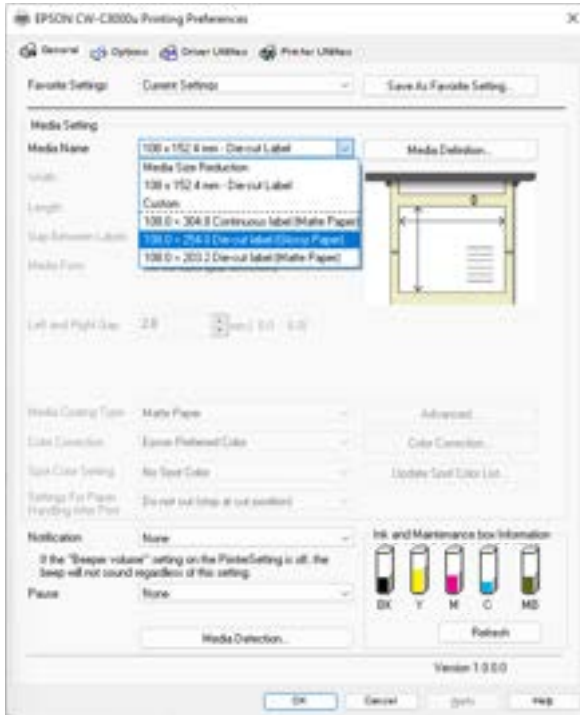 EPSON CW-C8000u Printing Preferences
General Options Driver Utilities Printer Utilities
Favorite Settings Current Settings Save As Favorite Setting...
Media Setting
Media Name 108 x 152.4 mm - Die-cut Label Media Definition...
Media Size Reduction
108 x 152.4 mm - Die-cut Label
Custom
108.0 × 304.8 Continuous label (Matte Paper)
108.0 × 254.0 Die-cut label (Glossy Paper)
108.0 × 203.2 Die-cut label (Matte Paper)
Width
Length
Gap Between Labels
Media Form
Left and Right Gap 2.0
Media Coating Type Matte Paper Advanced...
Color Correction Epson Preferred Color Color Correction...
Spot Color Setting No Spot Color Update Spot Color List...
Settings For Paper Do not cut (stop at cut position)
Handling After Print
Notification None
If the "Beeper volume" setting on the PrinterSetting is off, the
beep will not sound regardless of this setting.
Pause None
Media Detection...
Ink and Maintenance box Information
BK Y M C MB
Refresh
Version 1.0.0.0
OK Cancel Apply Help